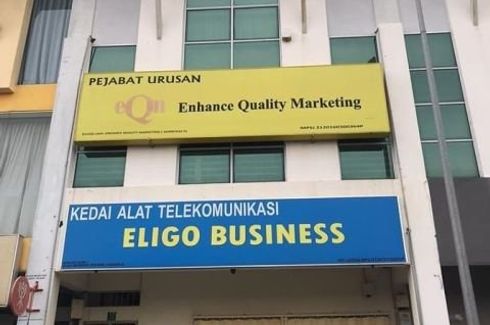 PEJABAT URUSAN
eQm Enhance Quality Marketing
KEDAI ALAT TELEKOMUNIKASI
ELIGO BUSINESS